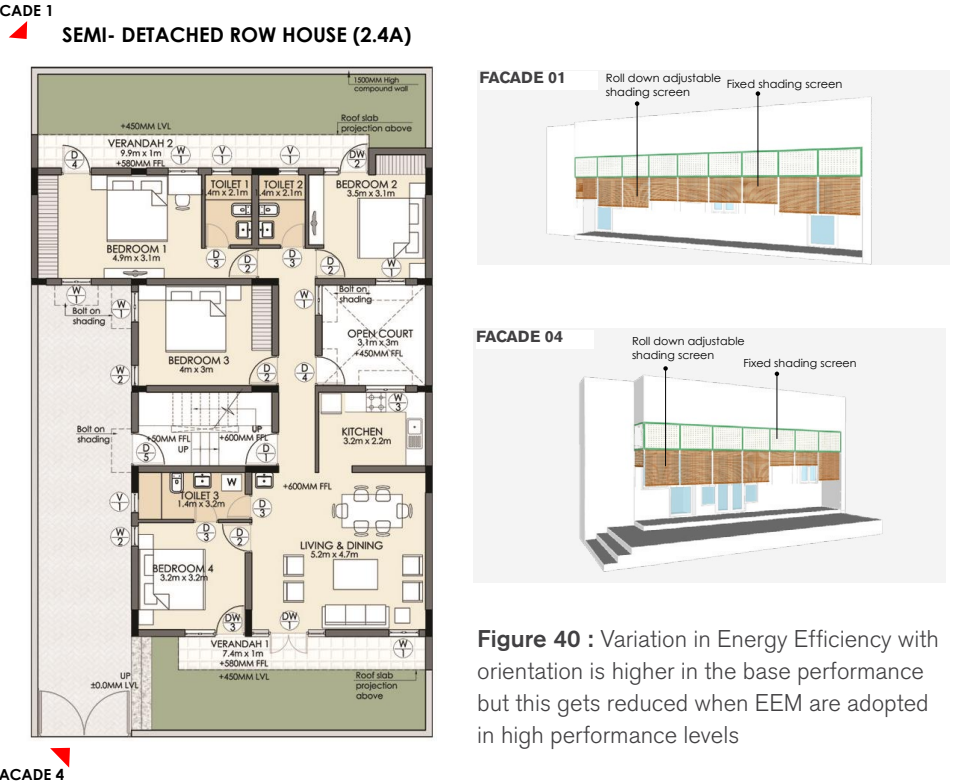 CADE 1
SEMI- DETACHED ROW HOUSE (2.4A)
1500MM High
compound wall
Roof slab
projection above
+450MM LVL
VERANDAH 2
9.9m x 1m
+580MM FFL
D
4
W
1
V
1
V
1
DW
2
TOILET 1
.4m x 2.1m
TOILET 2
.4m x 2.1m
BEDROOM 2
3.5m x 3.1m
BEDROOM 1
4.9m x 3.1m
D
3
D
2
D
3
D
2
W
1
W
1
Bolt on
shading
W
1
W
1
Bolt on
shading
OPEN COURT
3.1m x 3m
+450MM FFL
BEDROOM 3
4m x 3m
W
2
D
2
D
4
W
3
Bolt on
shading
+50MM FFL
UP
UP
+600MM FFL
D
5
D
1
KITCHEN
3.2m x 2.2m
+600MM FFL
W
TOILET 3
1.4m x 3.2m
V
1
D
3
W
2
D
3
D
2
LIVING & DINING
5.2m x 4.7m
BEDROOM 4
3.2m x 3.2m
DW
3
DW
1
W
1
VERANDAH 1
7.4m x 1m
+580MM FFL
+450MM LVL
UP
±0.0MM LVL
Roof slab
projection
above
ACADE 4
FACADE 01
Roll down adjustable
shading screen
Fixed shading screen
FACADE 04
Roll down adjustable
shading screen
Fixed shading screen
Figure 40 : Variation in Energy Efficiency with
orientation is higher in the base performance
but this gets reduced when EEM are adopted
in high performance levels